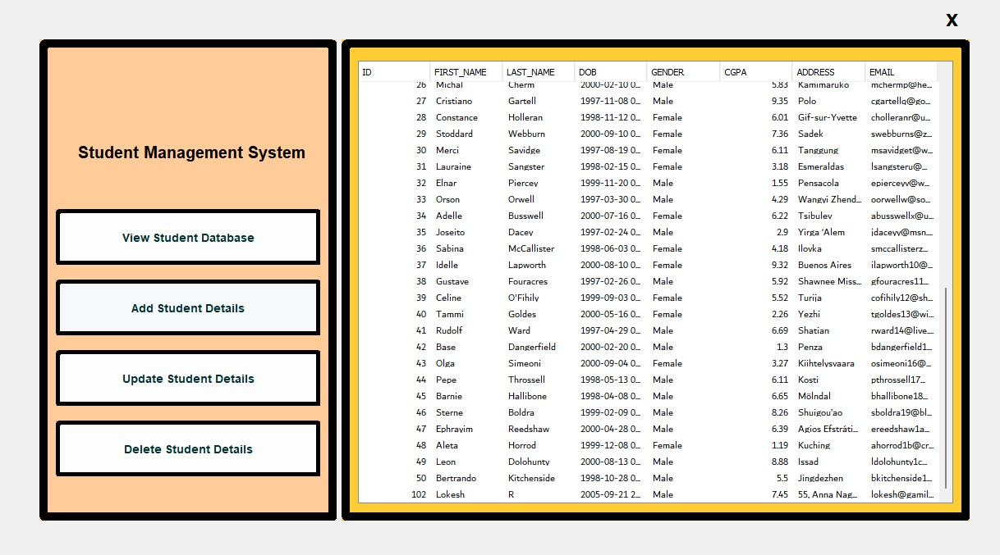 X
Student Management System
View Student Database
Add Student Details
Update Student Details
Delete Student Details
ID FIRST_NAME LAST_NAME DOB GENDER CGPA ADDRESS EMAIL
26 Michal Cherm 2000-02-10 0... Male 5.83 Kamimaruko mchermp@he...
27 Cristiano Gartell 1997-11-08 0... Male 9.35 Polo cgartellq@go...
28 Constance Holleran 1998-11-12 0... Female 6.01 Gif-sur-Yvette cholleranr@u...
29 Stoddard Webburn 2000-09-10 0... Female 7.36 Sadek swebburns@z...
30 Merci Savidge 1997-08-19 0... Female 6.11 Tanggung msavidget@w...
31 Lauraine Sangster 1998-02-15 0... Female 3.18 Esmeraldas lsangsteru@...
32 Elnar Piercey 1999-11-20 0... Male 1.55 Pensacola epierceyv@w...
33 Orson Orwell 1997-03-30 0... Male 4.29 Wangyi Zhend... oorwellw@so...
34 Adelle Busswell 2000-07-16 0... Female 6.22 Tsibulev abusswellx@u...
35 Joseito Dacey 1997-02-24 0... Male 2.9 Yirga ‘Alem jdaceyy@msn....
36 Sabina McCallister 1998-06-03 0... Female 4.18 Ilovka smccallisterz...
37 Idelle Lapworth 2000-08-10 0... Female 9.32 Buenos Aires ilapworth10@...
38 Gustave Fouracres 1997-02-26 0... Male 5.92 Shawnee Miss... gfouracres11...
39 Celine O'Fihily 1999-09-03 0... Female 5.52 Turija cofihily12@sh...
40 Tammi Goldes 2000-05-16 0... Female 2.26 Yezhi tgoldes13@wi...
41 Rudolf Ward 1997-04-29 0... Male 6.69 Shatian rward14@live....
42 Base Dangerfield 2000-02-20 0... Male 1.3 Penza bdangerfield1...
43 Olga Simeoni 2000-09-04 0... Female 3.27 Kiihtelysvaara osimeoni16@...
44 Pepe Throssell 1998-05-13 0... Male 6.11 Kosti pthrossell17...
45 Barnie Hallibone 1998-04-08 0... Male 6.65 Mölndal bhallibone18...
46 Sterne Boldra 1999-02-09 0... Male 8.26 Shuigou’ao sboldra19@bl...
47 Ephrayim Reedshaw 2000-04-28 0... Male 6.39 Agios Efstráti... ereedshaw1a...
48 Aleta Horrod 1999-12-08 0... Female 1.19 Kuching ahorrod1b@cr...
49 Leon Dolohunty 2000-08-13 0... Male 8.88 Issad ldolohunty1c...
50 Bertrando Kitchenside 1998-10-28 0... Male 5.5 Jingdezhen bkitchenside1...
102 Lokesh R 2005-09-21 2... Male 7.45 55, Anna Nag... lokesh@gamil...